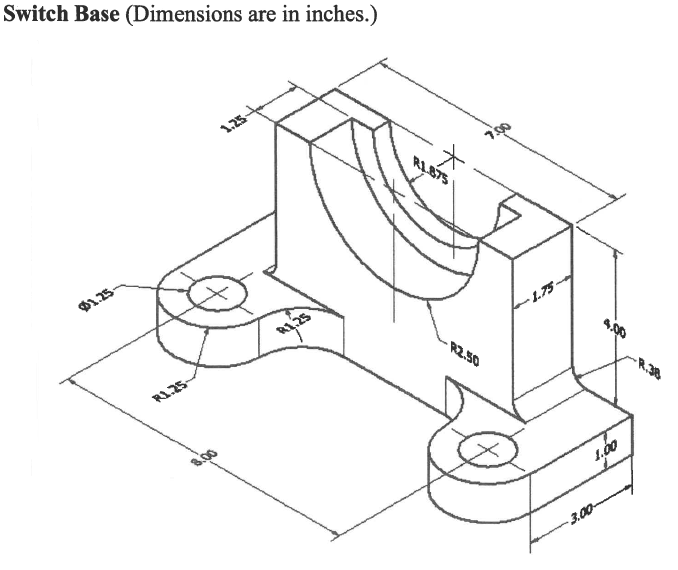 Switch Base (Dimensions are in inches.)
1.25
7.00
R1.875
1.75
Ø1.25
R1.25
4.00
R2.50
R.38
R1.25
8.00
1.00
3.00